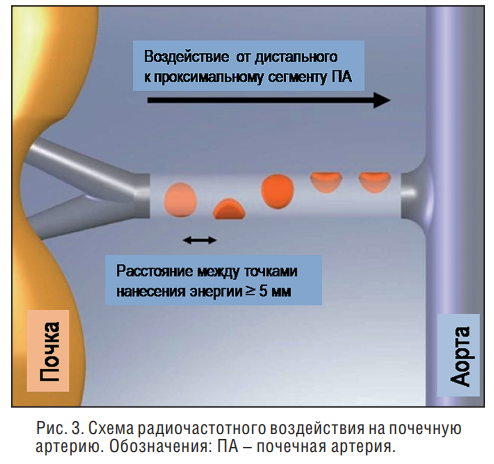 Воздействие от дистального
к проксимальному сегменту ПА
Расстояние между точками
нанесения энергии ≥ 5 мм
Почка
Аорта
Рис. 3. Схема радиочастотного воздействия на почечную
артерию. Обозначения: ПА – почечная артерия.